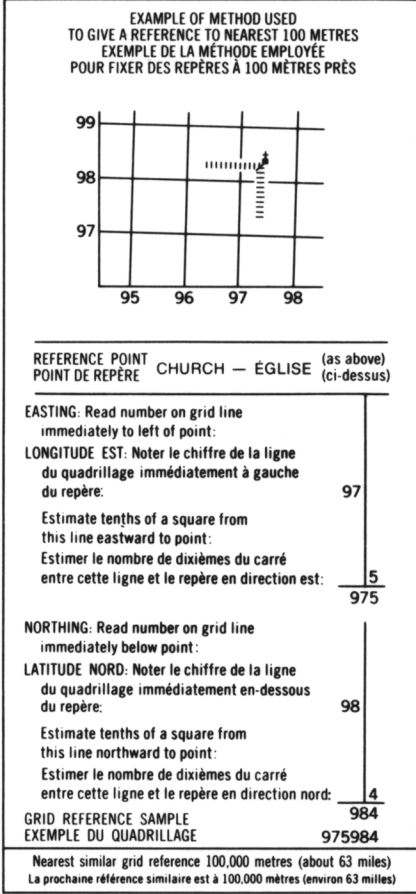 EXAMPLE OF METHOD USED
TO GIVE A REFERENCE TO NEAREST 100 METRES
EXEMPLE DE LA MÉTHODE EMPLOYÉE
POUR FIXER DES REPÈRES À 100 MÈTRES PRÈS
99
98
97
95 96 97 98
REFERENCE POINT
POINT DE REPÈRE
CHURCH — ÉGLISE
(as above)
(ci-dessus)
EASTING: Read number on grid line
immediately to left of point:
LONGITUDE EST: Noter le chiffre de la ligne
du quadrillage immédiatement à gauche
du repère: 97
Estimate tenths of a square from
this line eastward to point:
Estimer le nombre de dixièmes du carré
entre cette ligne et le repère en direction est: 5
975
NORTHING: Read number on grid line
immediately below point:
LATITUDE NORD: Noter le chiffre de la ligne
du quadrillage immédiatement en-dessous
du repère: 98
Estimate tenths of a square from
this line northward to point:
Estimer le nombre de dixièmes du carré
entre cette ligne et le repère en direction nord: 4
984
GRID REFERENCE SAMPLE
EXEMPLE DU QUADRILLAGE 975984
Nearest similar grid reference 100,000 metres (about 63 miles)
La prochaine référence similaire est à 100,000 mètres (environ 63 milles)